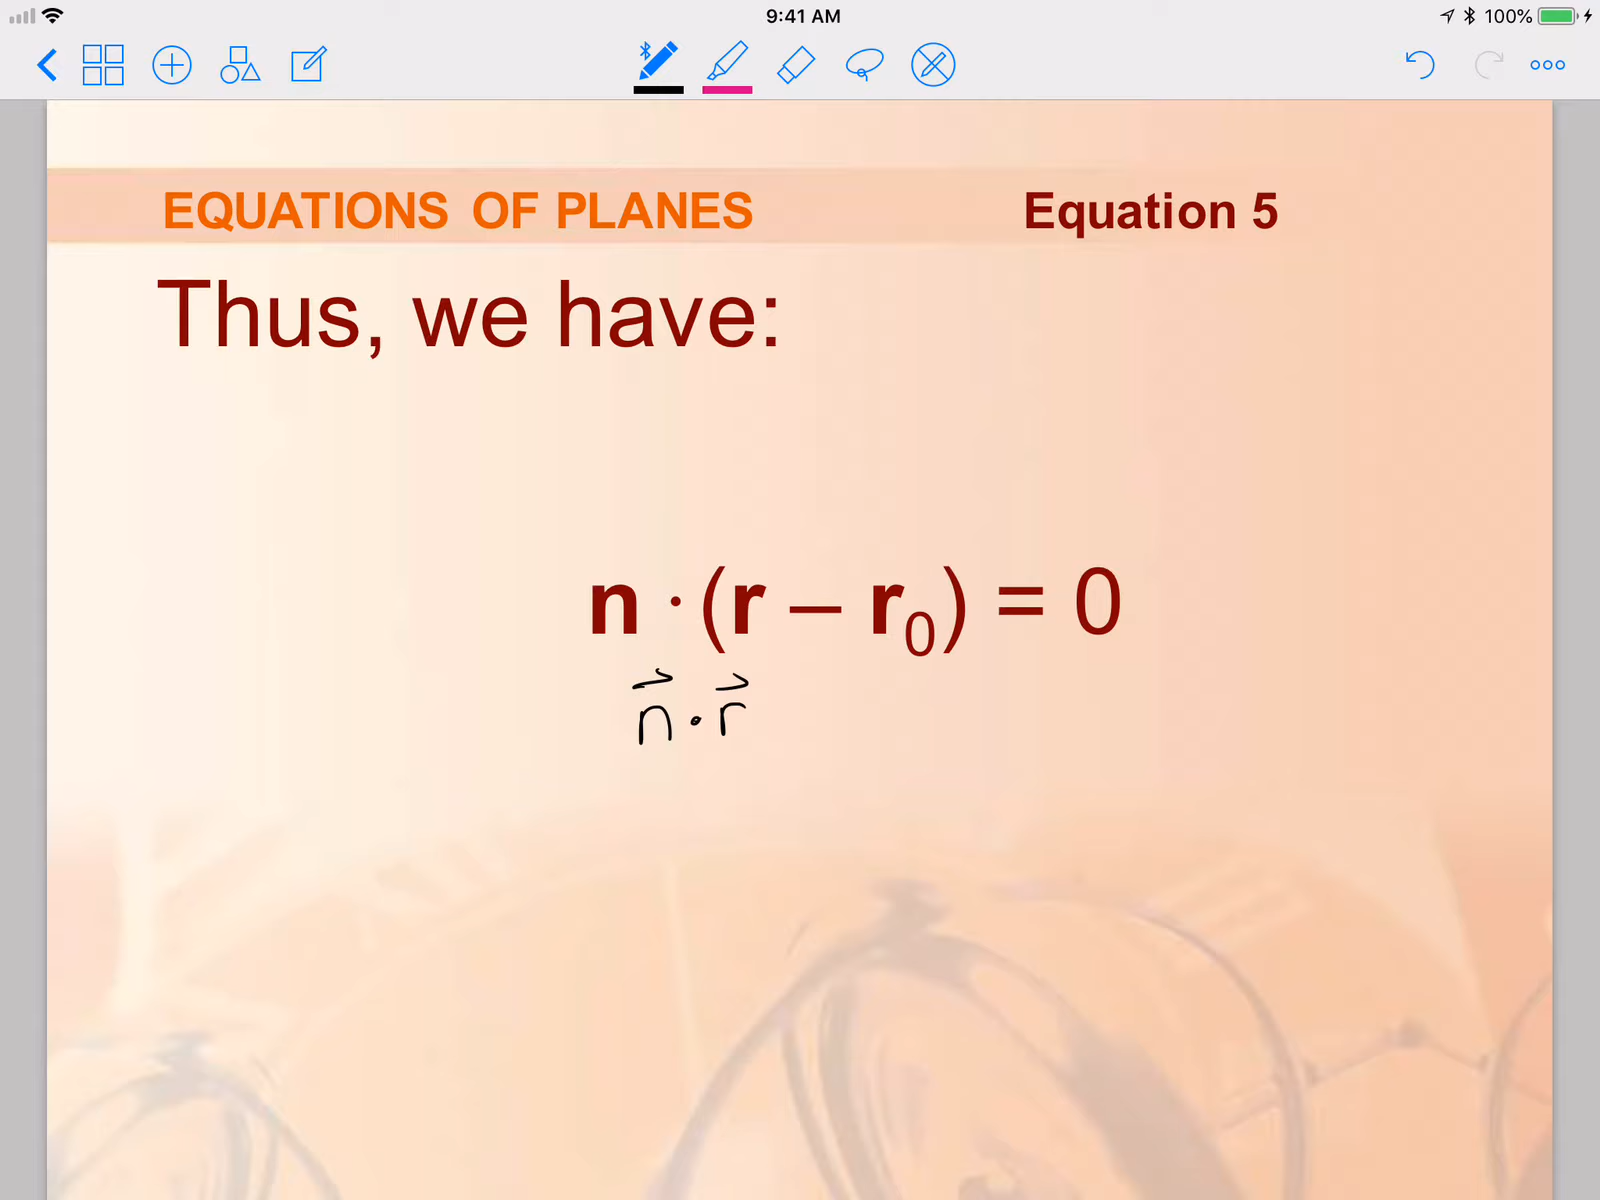 9:41 AM
100%
EQUATIONS OF PLANES
Equation 5
Thus, we have:
n · (r – r₀) = 0
n⃗ · r⃗